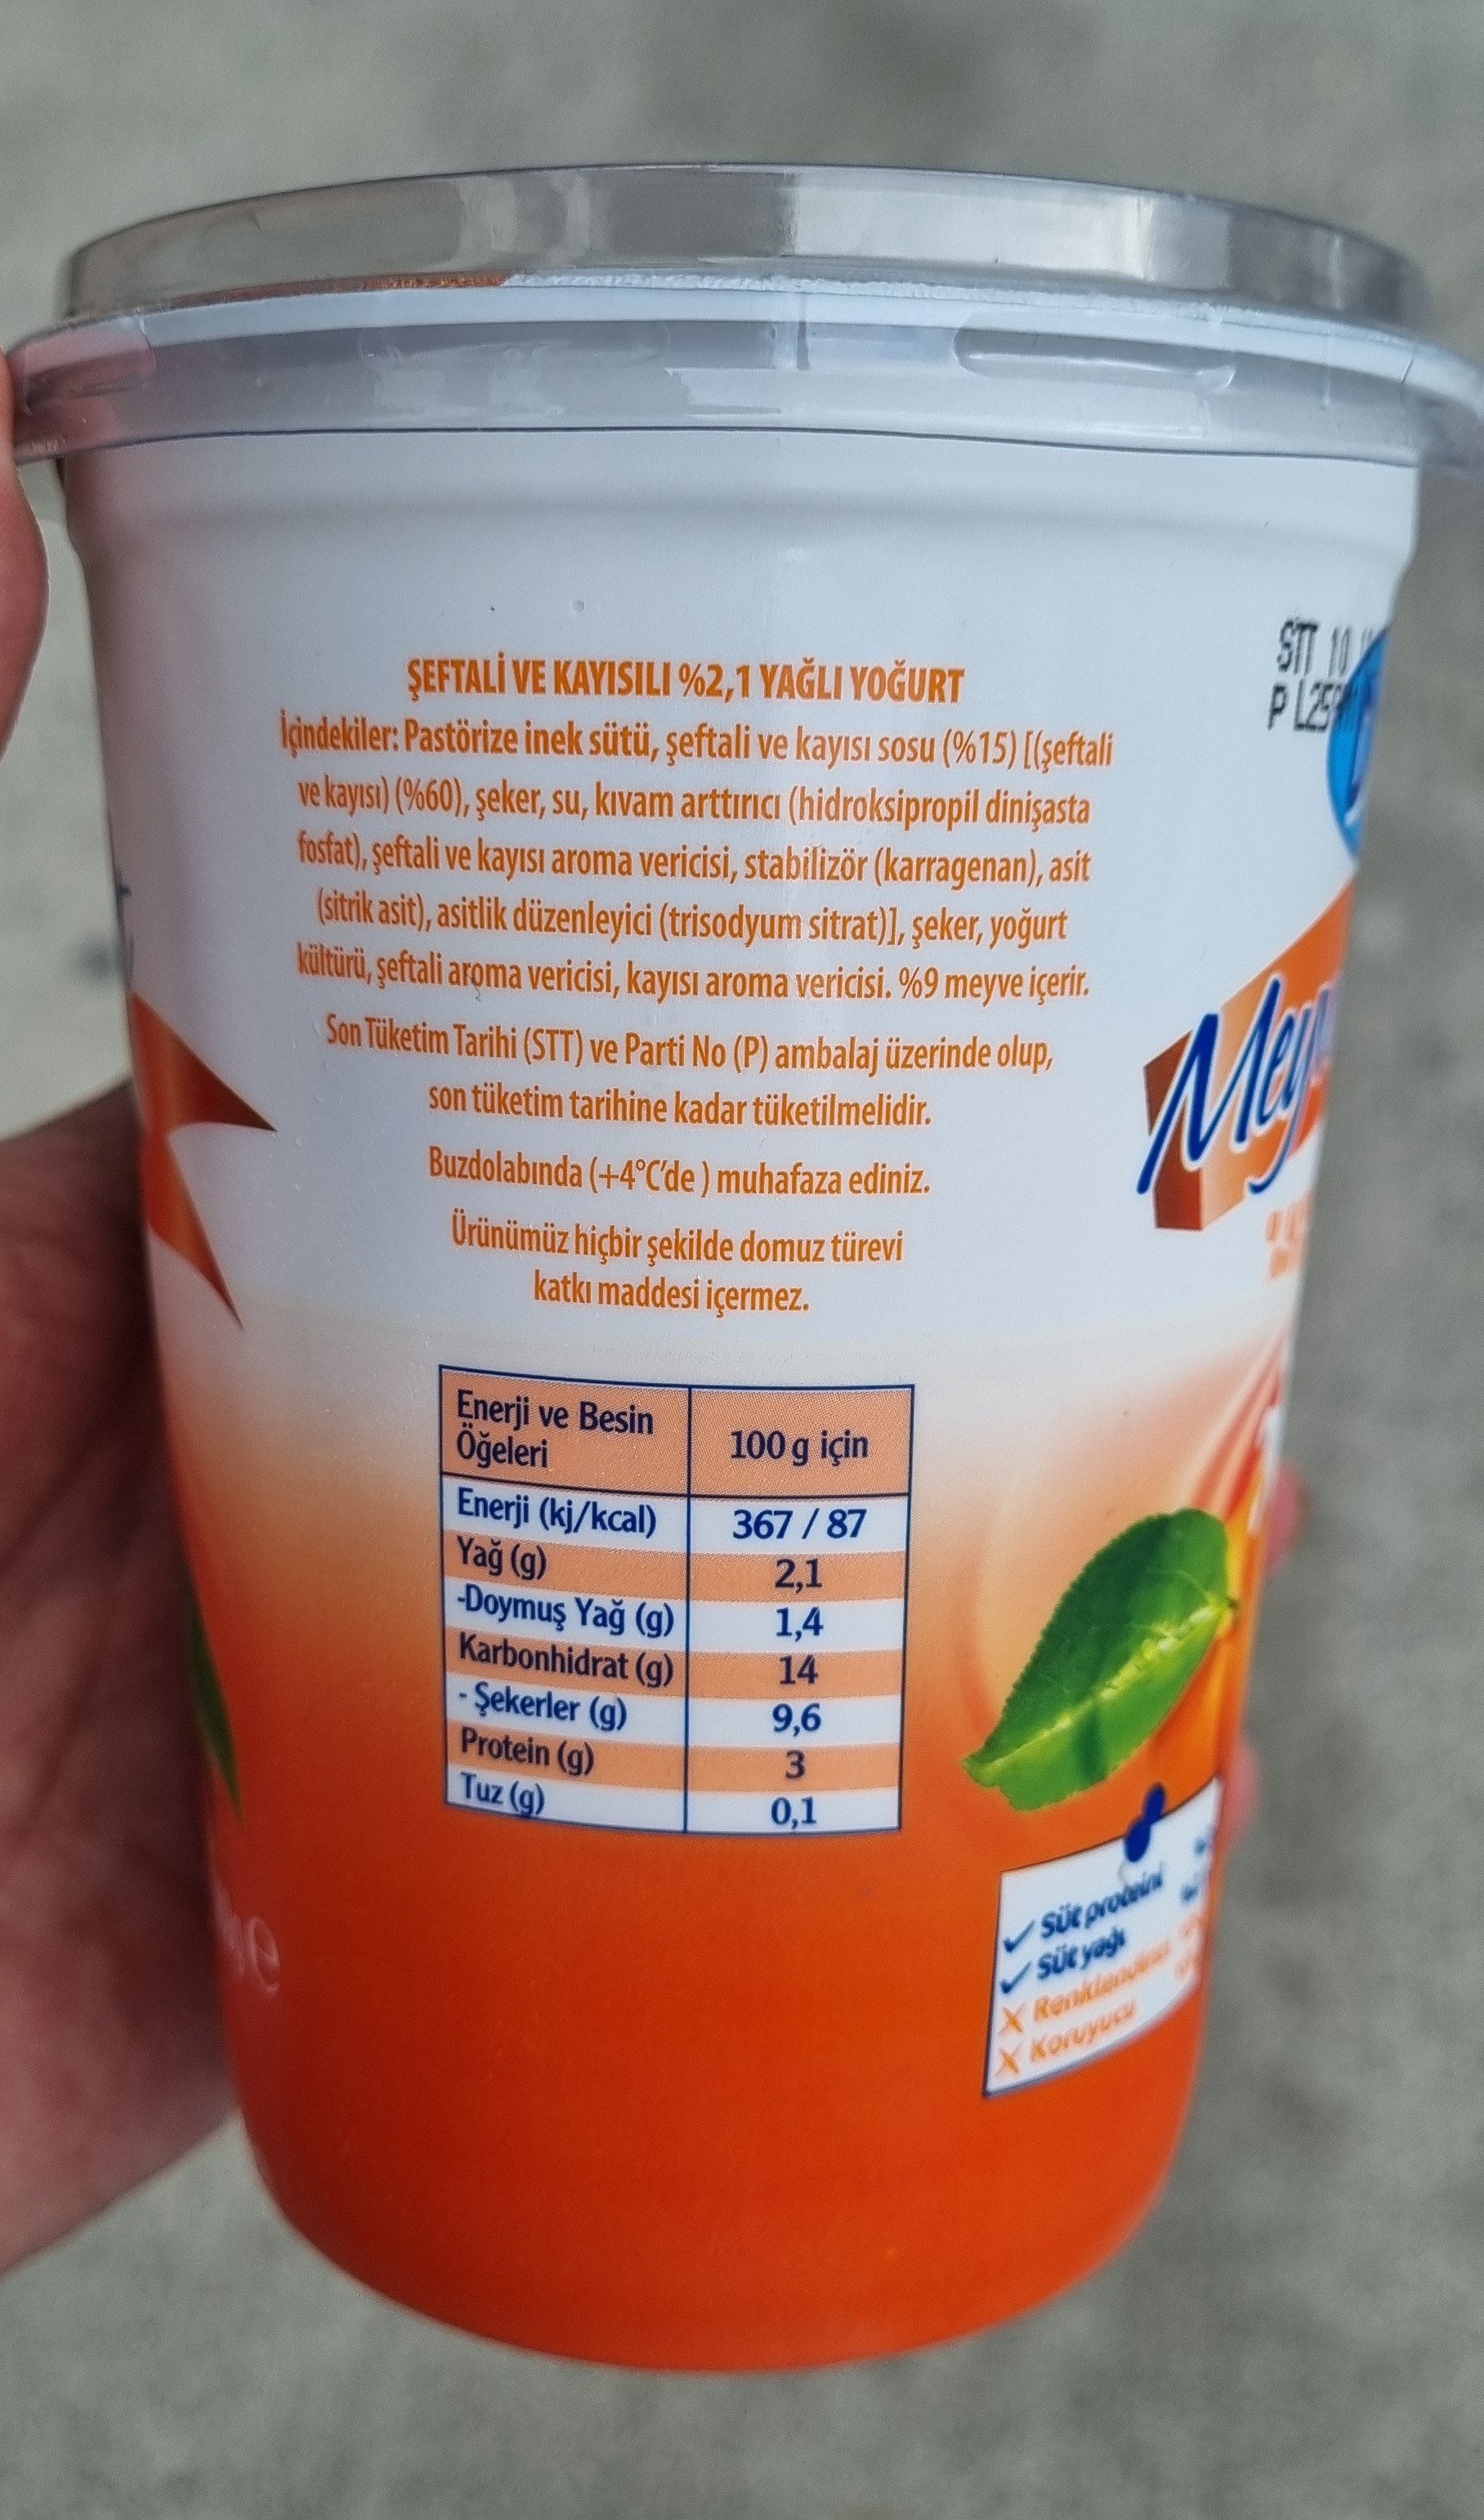 ŞEFTALİ VE KAYISILI %2,1 YAĞLI YOĞURT
İçindekiler: Pastörize inek sütü, şeftali ve kayısı sosu (%15) [(şeftali
ve kayısı) (%60), şeker, su, kıvam arttırıcı (hidroksipropil dinişasta
fosfat), şeftali ve kayısı aroma vericisi, stabilizör (karragenan), asit
(sitrik asit), asitlik düzenleyici (trisodyum sitrat)], şeker, yoğurt
kültürü, şeftali aroma vericisi, kayısı aroma vericisi. %9 meyve içerir.
Son Tüketim Tarihi (STT) ve Parti No (P) ambalaj üzerinde olup,
son tüketim tarihine kadar tüketilmelidir.
Buzdolabında (+4°C'de ) muhafaza ediniz.
Ürünümüz hiçbir şekilde domuz türevi
katkı maddesi içermez.
Enerji ve Besin Öğeleri 100 g için
Enerji (kj/kcal) 367 / 87
Yağ (g) 2,1
-Doymuş Yağ (g) 1,4
Karbonhidrat (g) 14
- Şekerler (g) 9,6
Protein (g) 3
Tuz (g) 0,1
STT 10
P L25
Mey
✓ Süt proteini
✓ Süt yağı
X Renklendirici
X Koruyucu